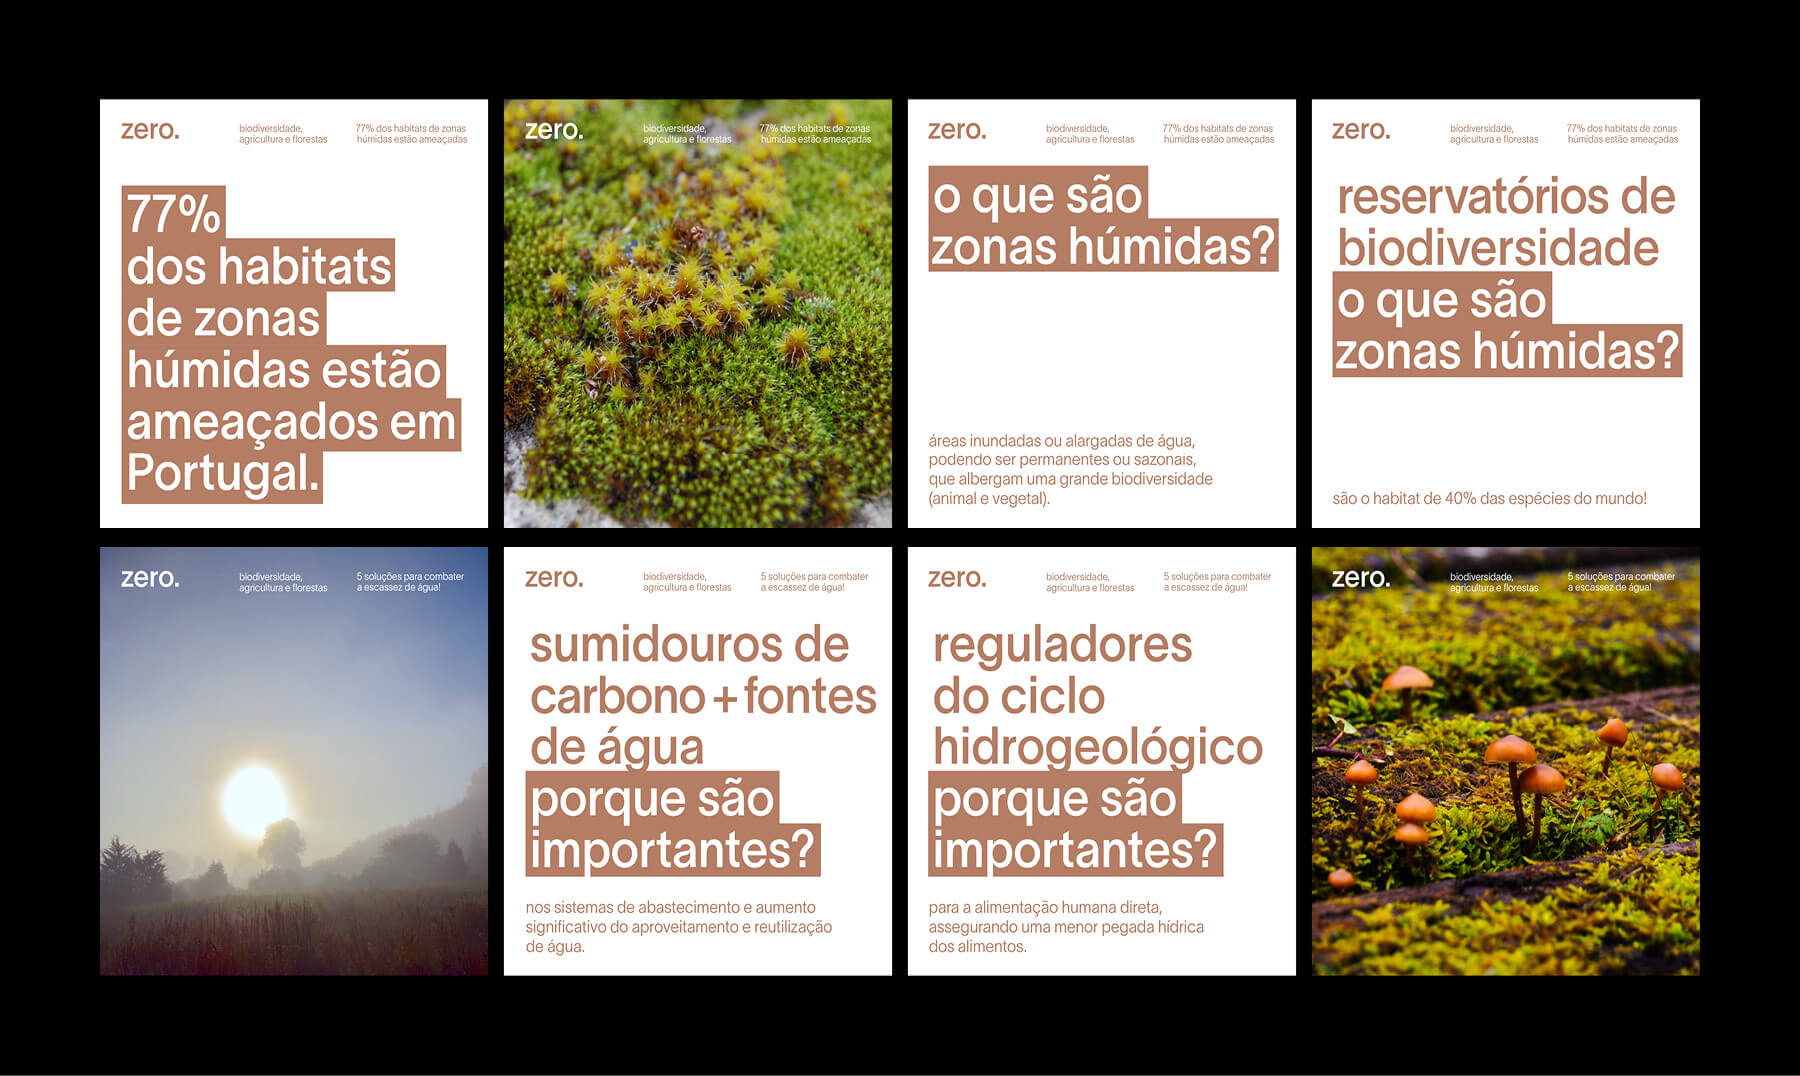 zero.
biodiversidade,
agricultura e florestas
77% dos habitats de zonas
húmidas estão ameaçadas
77%
dos habitats
de zonas
húmidas estão
ameaçados em
Portugal.
zero.
biodiversidade,
agricultura e florestas
77% dos habitats de zonas
húmidas estão ameaçadas
zero.
biodiversidade,
agricultura e florestas
77% dos habitats de zonas
húmidas estão ameaçadas
o que são
zonas húmidas?
áreas inundadas ou alargadas de água,
podendo ser permanentes ou sazonais,
que albergam uma grande biodiversidade
(animal e vegetal).
zero.
biodiversidade,
agricultura e florestas
77% dos habitats de zonas
húmidas estão ameaçadas
reservatórios de
biodiversidade
o que são
zonas húmidas?
são o habitat de 40% das espécies do mundo!
zero.
biodiversidade,
agricultura e florestas
5 soluções para combater
a escassez de água!
zero.
biodiversidade,
agricultura e florestas
5 soluções para combater
a escassez de água!
sumidouros de
carbono + fontes
de água
porque são
importantes?
nos sistemas de abastecimento e aumento
significativo do aproveitamento e reutilização
de água.
zero.
biodiversidade,
agricultura e florestas
5 soluções para combater
a escassez de água!
reguladores
do ciclo
hidrogeológico
porque são
importantes?
para a alimentação humana direta,
assegurando uma menor pegada hídrica
dos alimentos.
zero.
biodiversidade,
agricultura e florestas
5 soluções para combater
a escassez de água!